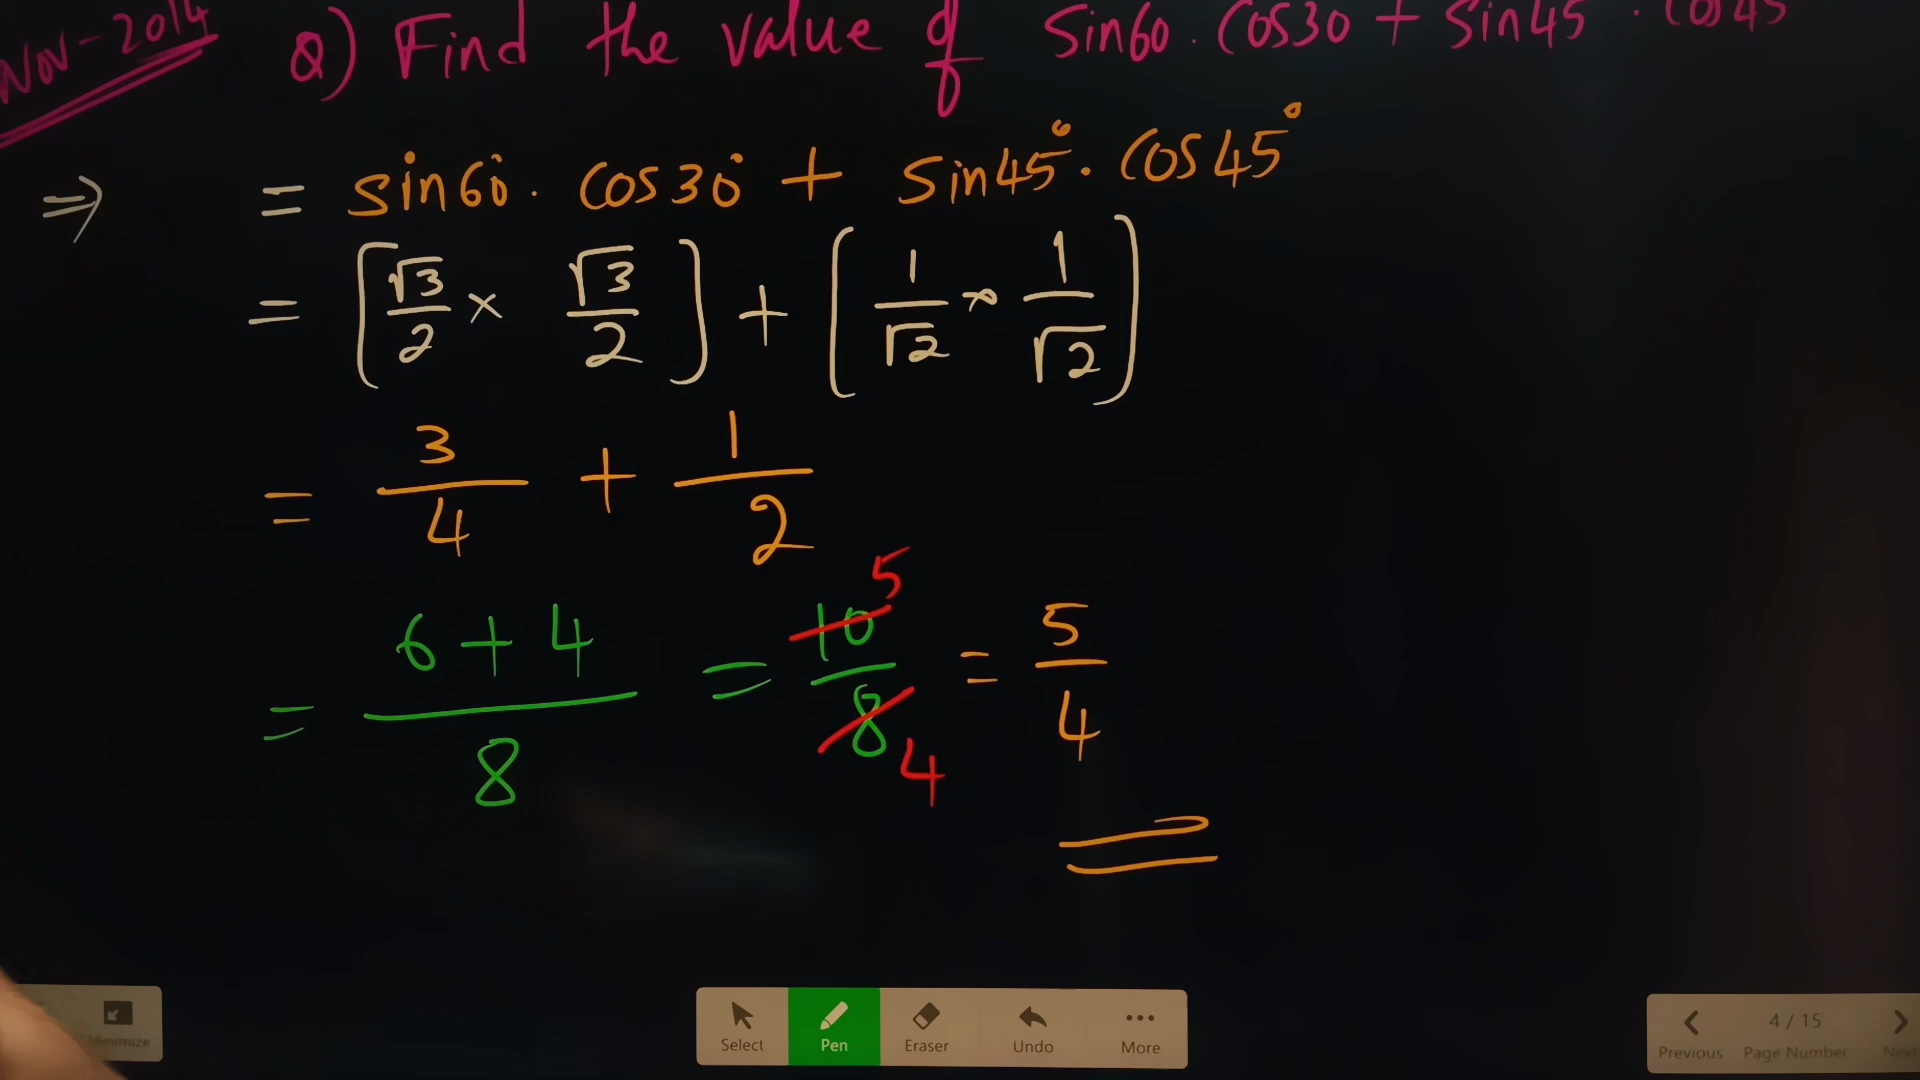 Nov-2014
Q) Find the value of Sin60 . Cos30 + Sin45 . Cos45
⇒ = sin60° . cos30° + sin45° . cos45°
= [√3/2 × √3/2] + [1/√2 × 1/√2]
= 3/4 + 1/2
= 6+4/8 = 10/8 5 4 = 5/4
Minimize
Select Pen Eraser Undo More
Previous 4 / 15 Page Number Next